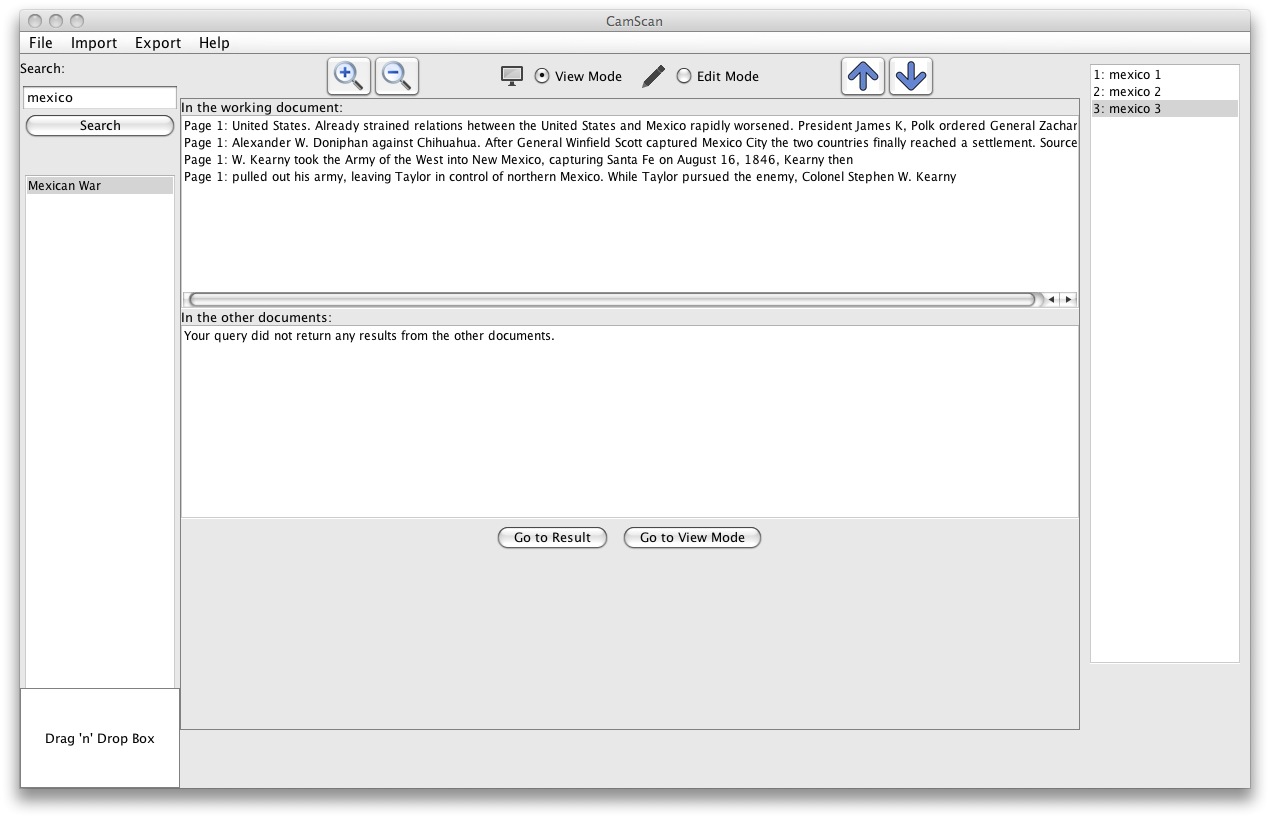 CamScan
File Import Export Help
Search:
mexico
Search
Mexican War
Drag 'n' Drop Box
View Mode
Edit Mode
In the working document:
Page 1: United States. Already strained relations hetween the United States and Mexico rapidly worsened. President James K, Polk ordered General Zachar
Page 1: Alexander W. Doniphan against Chihuahua. After General Winfield Scott captured Mexico City the two countries finally reached a settlement. Source
Page 1: W. Kearny took the Army of the West into New Mexico, capturing Santa Fe on August 16, 1846, Kearny then
Page 1: pulled out his army, leaving Taylor in control of northern Mexico. While Taylor pursued the enemy, Colonel Stephen W. Kearny
In the other documents:
Your query did not return any results from the other documents.
Go to Result
Go to View Mode
1: mexico 1
2: mexico 2
3: mexico 3